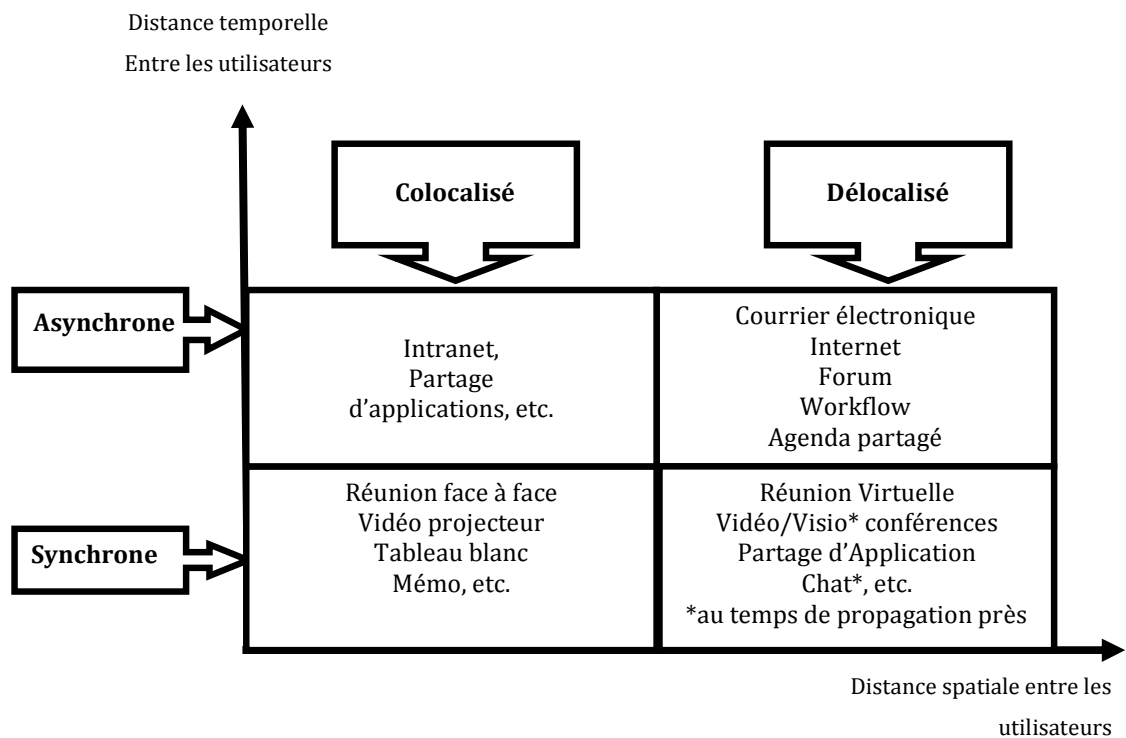 Distance temporelle
Entre les utilisateurs
Colocalisé
Délocalisé
Asynchrone
Intranet,
Partage
d'applications, etc.
Courrier électronique
Internet
Forum
Workflow
Agenda partagé
Synchrone
Réunion face à face
Vidéo projecteur
Tableau blanc
Mémo, etc.
Réunion Virtuelle
Vidéo/Visio* conférences
Partage d'Application
Chat*, etc.
*au temps de propagation près
Distance spatiale entre les
utilisateurs